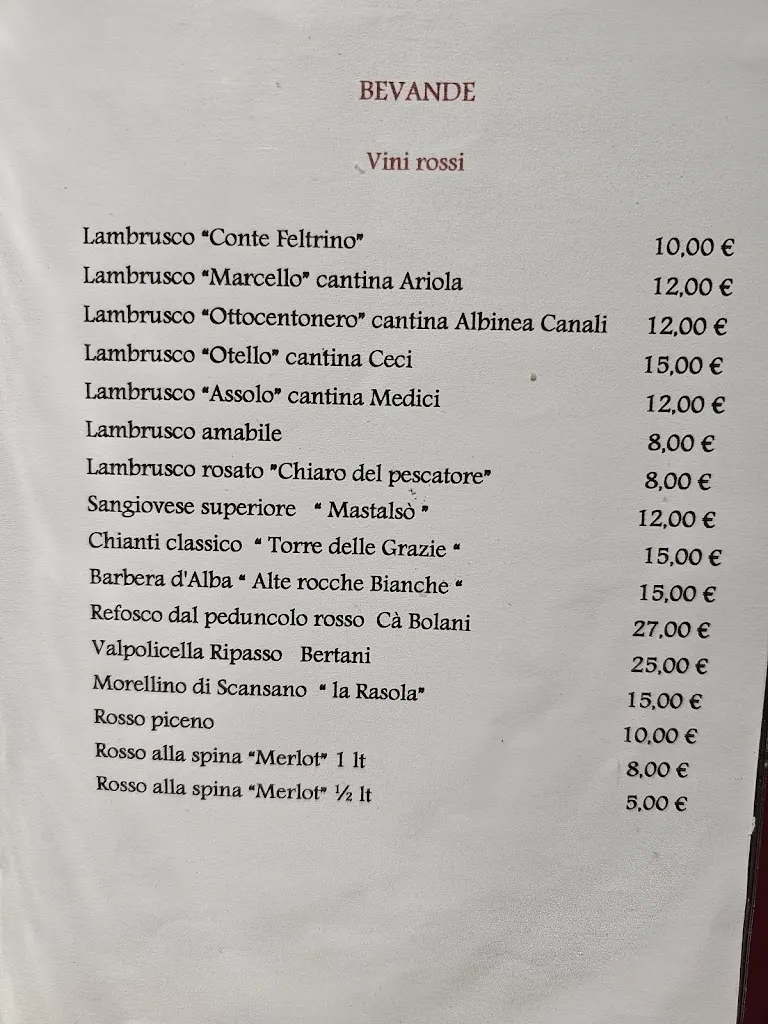 BEVANDE
Vini rossi
Lambrusco “Conte Feltrino” 10,00 €
Lambrusco “Marcello” cantina Ariola 12,00 €
Lambrusco “Ottocentonero” cantina Albinea Canali 12,00 €
Lambrusco “Otello” cantina Ceci 15,00 €
Lambrusco “Assolo” cantina Medici 12,00 €
Lambrusco amabile 8,00 €
Lambrusco rosato ”Chiaro del pescatore” 8,00 €
Sangiovese superiore “ Mastalsò ” 12,00 €
Chianti classico “ Torre delle Grazie “ 15,00 €
Barbera d'Alba “ Alte rocche Bianche “ 15,00 €
Refosco dal peduncolo rosso Cà Bolani 27,00 €
Valpolicella Ripasso Bertani 25,00 €
Morellino di Scansano “ la Rasola” 15,00 €
Rosso piceno 10,00 €
Rosso alla spina “Merlot” 1 lt 8,00 €
Rosso alla spina “Merlot” ½ lt 5,00 €